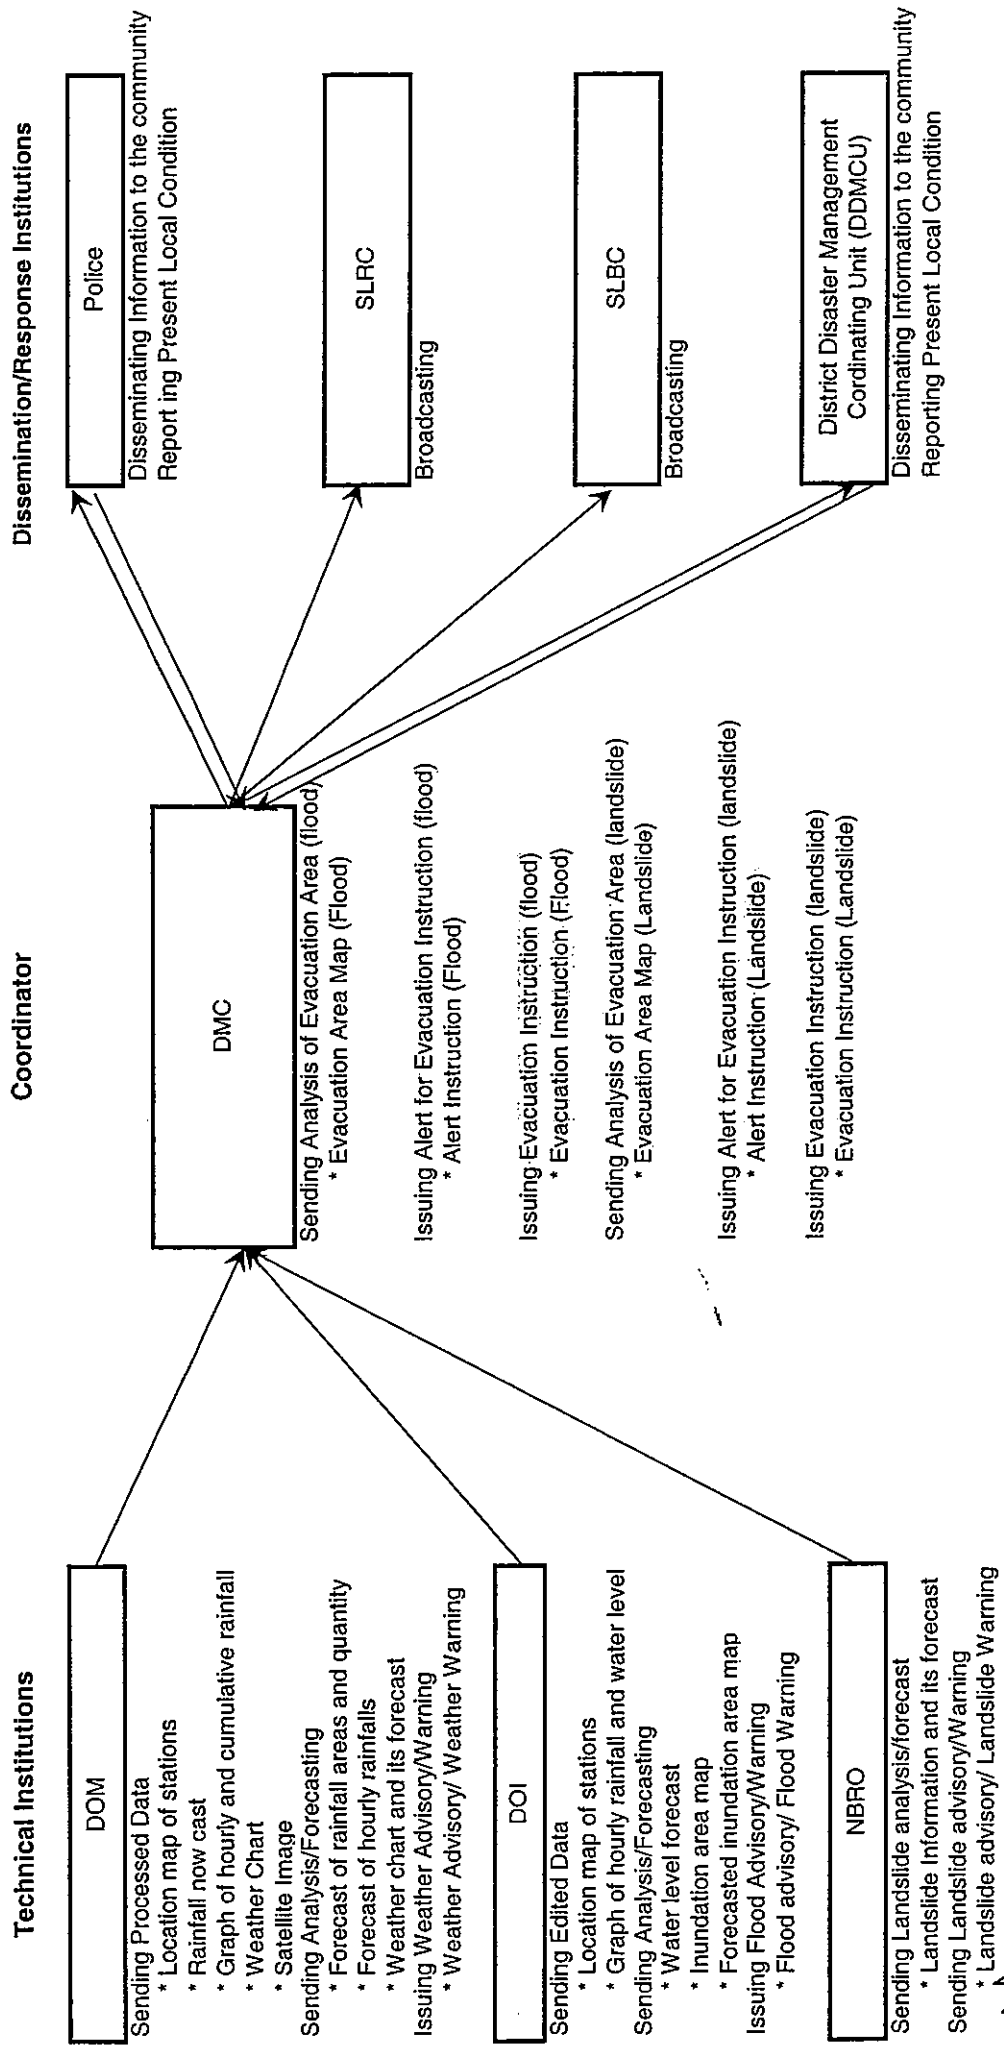 Technical Institutions
DOM
Sending Processed Data
* Location map of stations
* Rainfall now cast
* Graph of hourly and cumulative rainfall
* Weather Chart
* Satellite Image
Sending Analysis/Forecasting
* Forecast of rainfall areas and quantity
* Forecast of hourly rainfalls
* Weather chart and its forecast
Issuing Weather Advisory/Warning
* Weather Advisory/ Weather Warning
DOI
Sending Edited Data
* Location map of stations
* Graph of hourly rainfall and water level
Sending Analysis/Forecasting
* Water level forecast
* Inundation area map
* Forecasted inundation area map
Issuing Flood Advisory/Warning
* Flood advisory/ Flood Warning
NBRO
Sending Landslide analysis/forecast
* Landslide Information and its forecast
Sending Landslide advisory/Warning
* Landslide advisory/ Landslide Warning
Coordinator
DMC
Sending Analysis of Evacuation Area (flood)
* Evacuation Area Map (Flood)
Issuing Alert for Evacuation Instruction (flood)
* Alert Instruction (Flood)
Issuing Evacuation Instruction (flood)
* Evacuation Instruction (Flood)
Sending Analysis of Evacuation Area (landslide)
* Evacuation Area Map (Landslide)
Issuing Alert for Evacuation Instruction (landslide)
* Alert Instruction (Landslide)
Issuing Evacuation Instruction (landslide)
* Evacuation Instruction (Landslide)
Dissemination/Response Institutions
Police
Disseminating Information to the community
Report ing Present Local Condition
SLRC
Broadcasting
SLBC
Broadcasting
District Disaster Management
Cordinating Unit (DDMCU)
Disseminating Information to the community
Reporting Present Local Condition